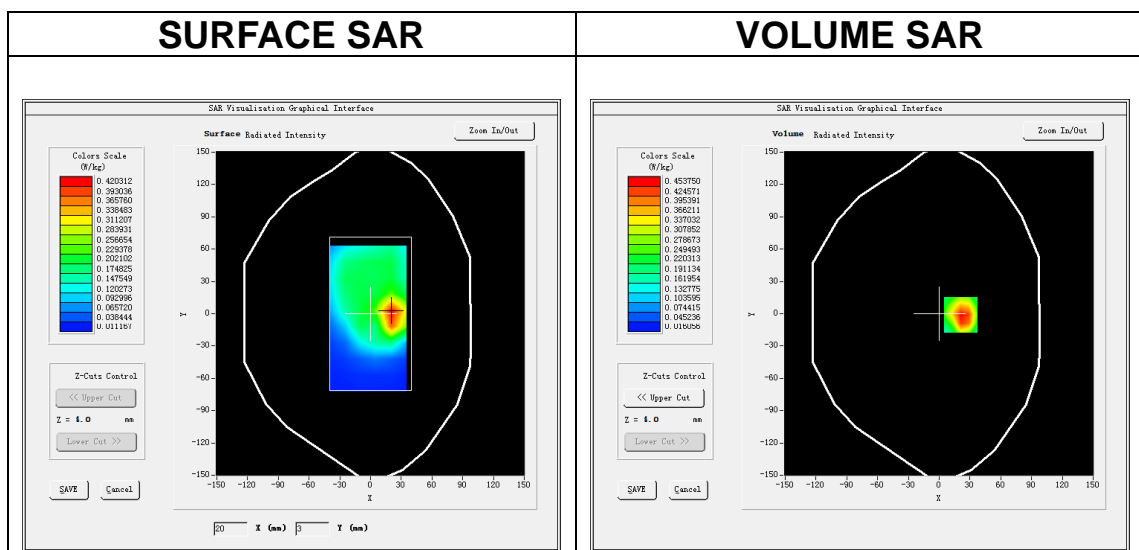 SURFACE SAR
VOLUME SAR
SAR Visualisation Graphical Interface
Surface Radiated Intensity
Zoom In/Out
Colors Scale
(W/kg)
0.420312
0.393036
0.365760
0.338483
0.311207
0.283931
0.256654
0.229378
0.202102
0.174825
0.147549
0.120273
0.092996
0.065720
0.038444
0.011167
150
120
90
60
30
0
-30
-60
-90
-120
-150
Y
-150 -120 -90 -60 -30 0 30 60 90 120 150
X
Z-Cuts Control
<< Upper Cut
Z = 4.0 mm
Lower Cut >>
SAVE Cancel
20 X (mm) 3 Y (mm)
SAR Visualisation Graphical Interface
Volume Radiated Intensity
Zoom In/Out
Colors Scale
(W/kg)
0.453750
0.424571
0.395391
0.366211
0.337032
0.307852
0.278673
0.249493
0.220313
0.191134
0.161954
0.132775
0.103595
0.074415
0.045236
0.016056
150
120
90
60
30
0
-30
-60
-90
-120
-150
Y
-150 -120 -90 -60 -30 0 30 60 90 120 150
X
Z-Cuts Control
<< Upper Cut
Z = 4.0 mm
Lower Cut >>
SAVE Cancel